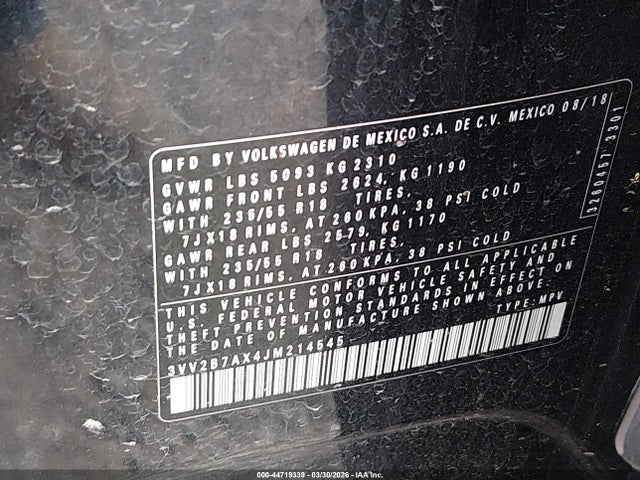 MFD BY VOLKSWAGEN DE MEXICO S.A. DE C.V. MEXICO 08/18
GVWR LBS 5093 KG 2310
GAWR FRONT LBS 2624, KG 1190
WITH 235/55 R18 TIRES,
7JX18 RIMS, AT 260 KPA, 38 PSI COLD
GAWR REAR LBS 2579, KG 1170
WITH 235/55 R18 TIRES,
7JX18 RIMS, AT 260 KPA, 38 PSI COLD
THIS VEHICLE CONFORMS TO ALL APPLICABLE
U.S. FEDERAL MOTOR VEHICLE SAFETY AND
THEFT PREVENTION STANDARDS IN EFFECT ON
THE DATE OF MANUFACTURE SHOWN ABOVE.
3VV2B7AX4JM214545 TYPE: MPV
3260457 3301
000-44719339 - 03/30/2026 - IAA Inc.